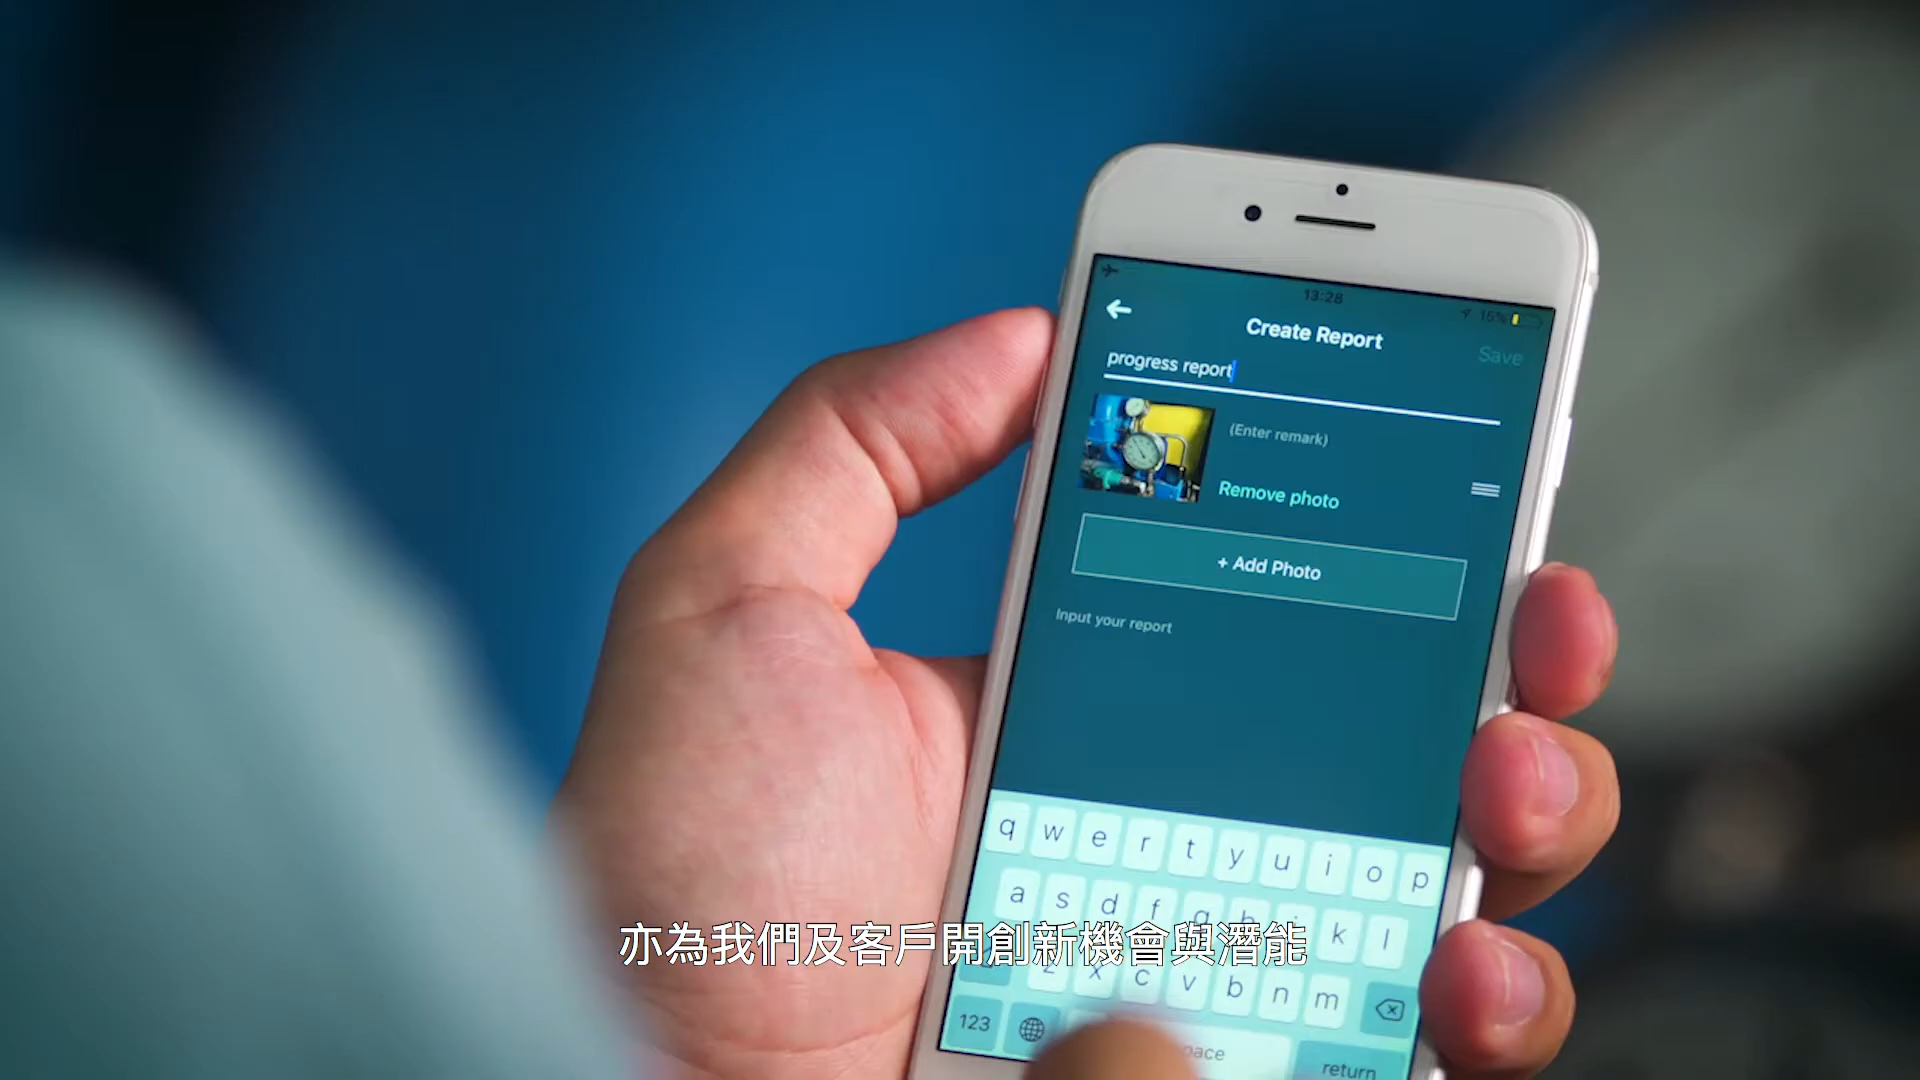 13:28
15%
Create Report
Save
progress report
(Enter remark)
Remove photo
+ Add Photo
Input your report
q w e r t y u i o p
a s d f g h j k l
亦為我們及客戶開創新機會與潛能
z x c v b n m
123
return